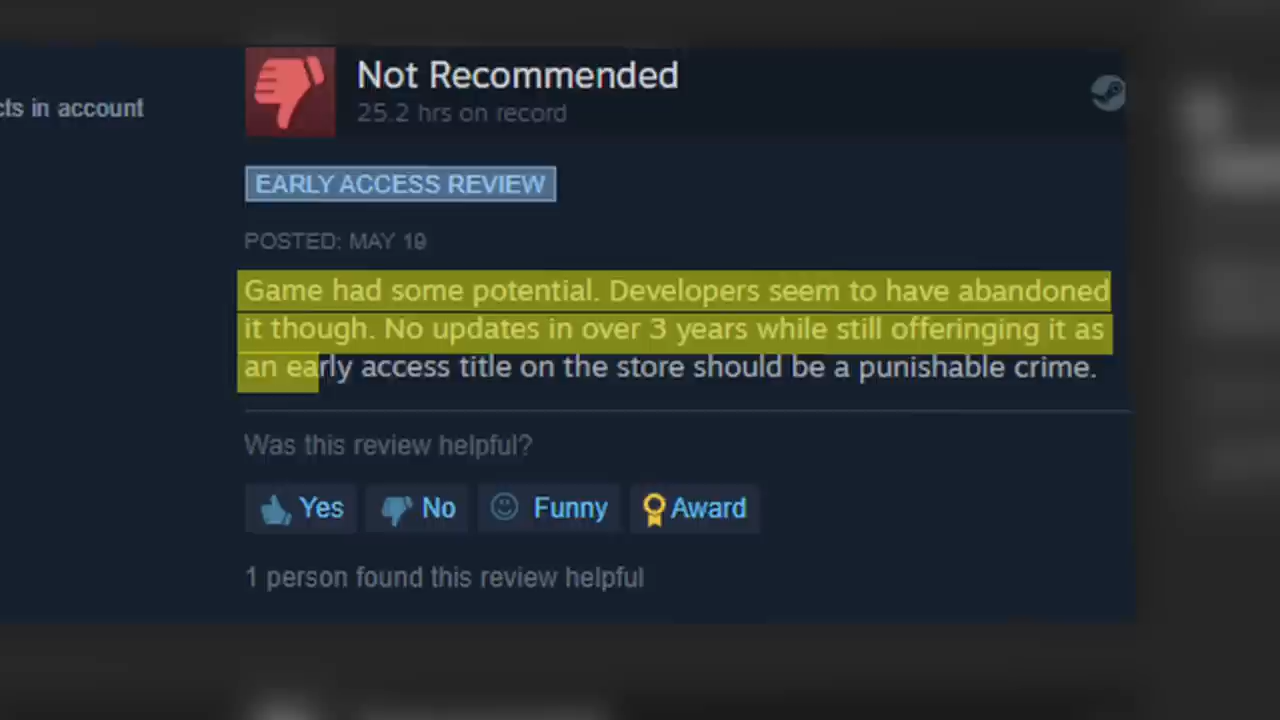 cts in account
Not Recommended
25.2 hrs on record
EARLY ACCESS REVIEW
POSTED: MAY 19
Game had some potential. Developers seem to have abandoned
it though. No updates in over 3 years while still offeringing it as
an early access title on the store should be a punishable crime.
Was this review helpful?
Yes
No
Funny
Award
1 person found this review helpful